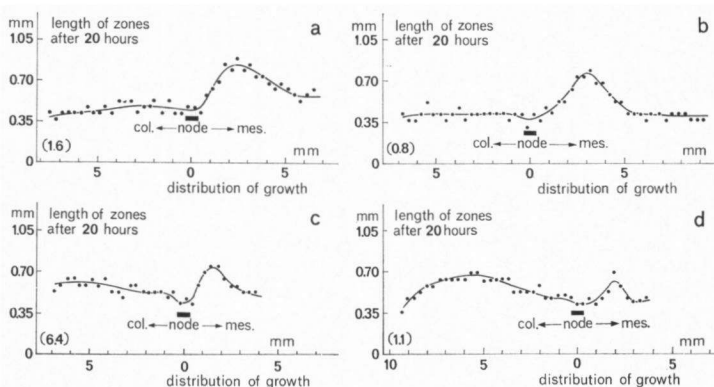 mm length of zones a
1.05 after 20 hours
0.70
0.35
col. ← node → mes.
(1.6) mm
5 0 5
distribution of growth
mm length of zones b
1.05 after 20 hours
0.70
0.35
col. ← node → mes.
(0.8) mm
0 5 0 5
distribution of growth
mm length of zones c
1.05 after 20 hours
0.70
0.35
col. ← node → mes.
(6.4) mm
5 0 5
distribution of growth
mm length of zones d
1.05 after 20 hours
0.70
0.35
col. ← node → mes.
(1.1) mm
10 5 0 5
distribution of growth